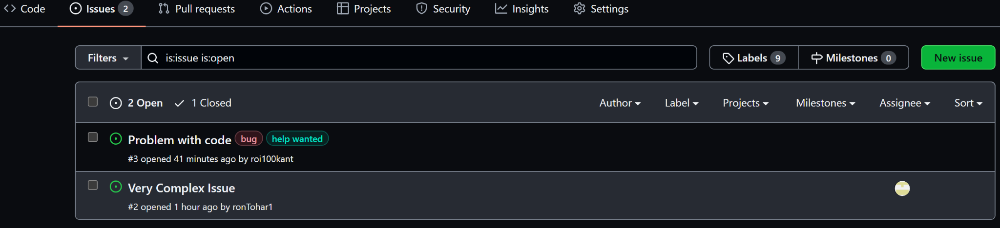 Code Issues 2 Pull requests Actions Projects Security Insights Settings
Filters is:issue is:open Labels 9 Milestones 0 New issue
2 Open 1 Closed Author Label Projects Milestones Assignee Sort
Problem with code bug help wanted
#3 opened 41 minutes ago by roi100kant
Very Complex Issue
#2 opened 1 hour ago by ronTohar1